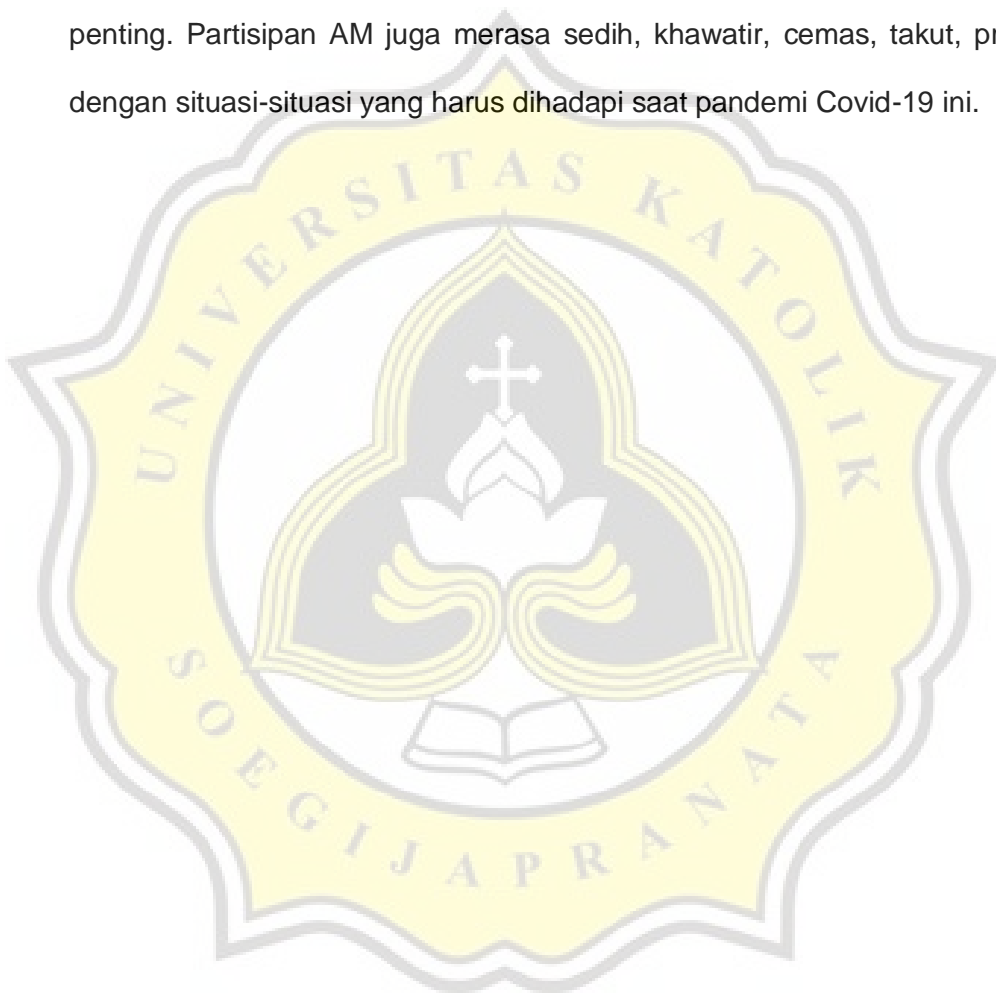 penting. Partisipan AM juga merasa sedih, khawatir, cemas, takut,
dengan situasi-situasi yang harus dihadapi saat pandemi Covid-19 ini.
UNIVERSITAS KATOLIK
SOEGIJAPRANATA